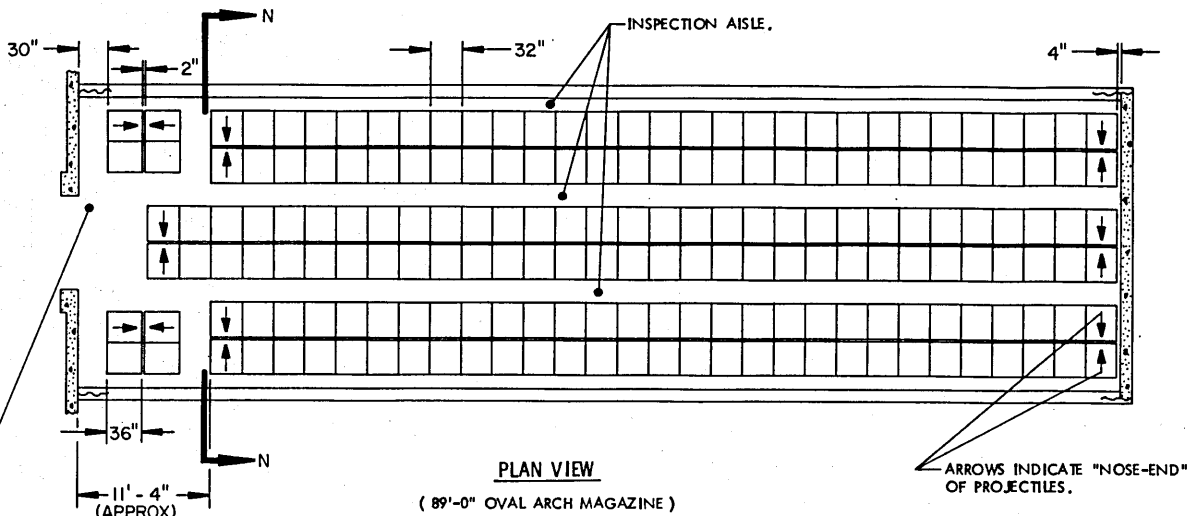 N
INSPECTION AISLE.
30"
2"
32"
4"
36"
N
11'-4"
(APPROX)
PLAN VIEW
(89'-0" OVAL ARCH MAGAZINE)
ARROWS INDICATE "NOSE-END"
OF PROJECTILES.